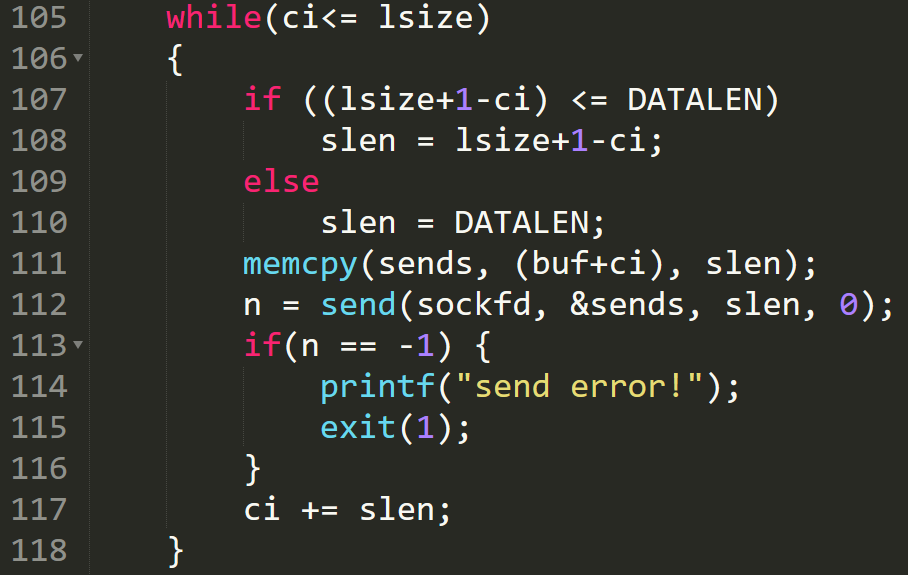 105 while(ci<= lsize)
106 {
107 if ((lsize+1-ci) <= DATALEN)
108 slen = lsize+1-ci;
109 else
110 slen = DATALEN;
111 memcpy(sends, (buf+ci), slen);
112 n = send(sockfd, &sends, slen, 0);
113 if(n == -1) {
114 printf("send error!");
115 exit(1);
116 }
117 ci += slen;
118 }